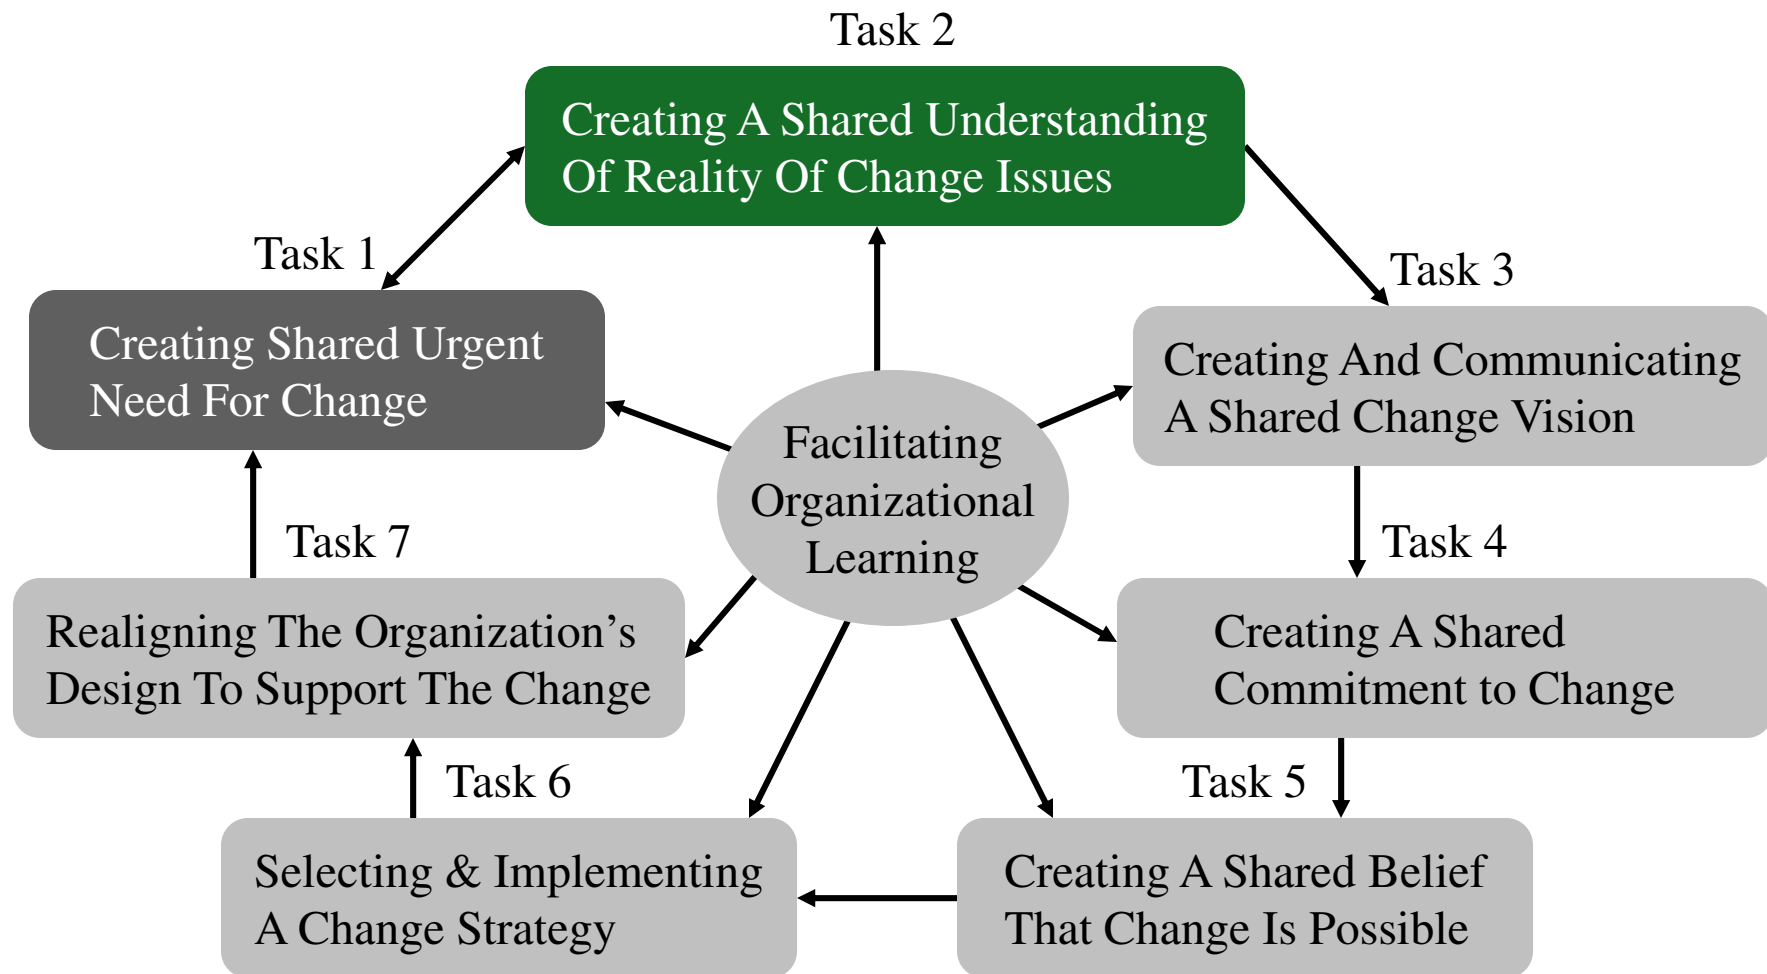 Task 2
Creating A Shared Understanding
Of Reality Of Change Issues
Task 1
Creating Shared Urgent
Need For Change
Task 3
Creating And Communicating
A Shared Change Vision
Facilitating
Organizational
Learning
Task 7
Realigning The Organization’s
Design To Support The Change
Task 4
Creating A Shared
Commitment to Change
Task 6
Selecting & Implementing
A Change Strategy
Task 5
Creating A Shared Belief
That Change Is Possible